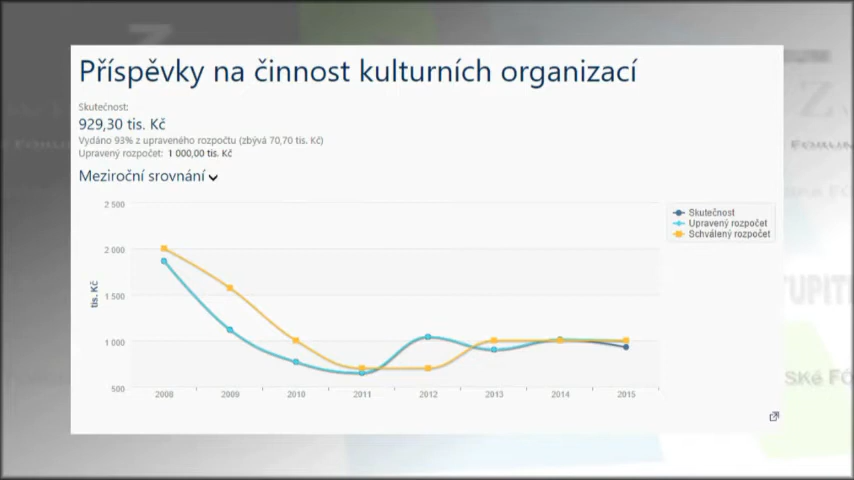 Příspěvky na činnost kulturních organizací
Skutečnost:
929,30 tis. Kč
Vydáno 93% z upraveného rozpočtu (zbývá 70,70 tis. Kč)
Upravený rozpočet: 1 000,00 tis. Kč
Meziroční srovnání
2 500
2 000
1 500
1 000
500
tis. Kč
2008
2009
2010
2011
2012
2013
2014
2015
Skutečnost
Upravený rozpočet
Schválený rozpočet